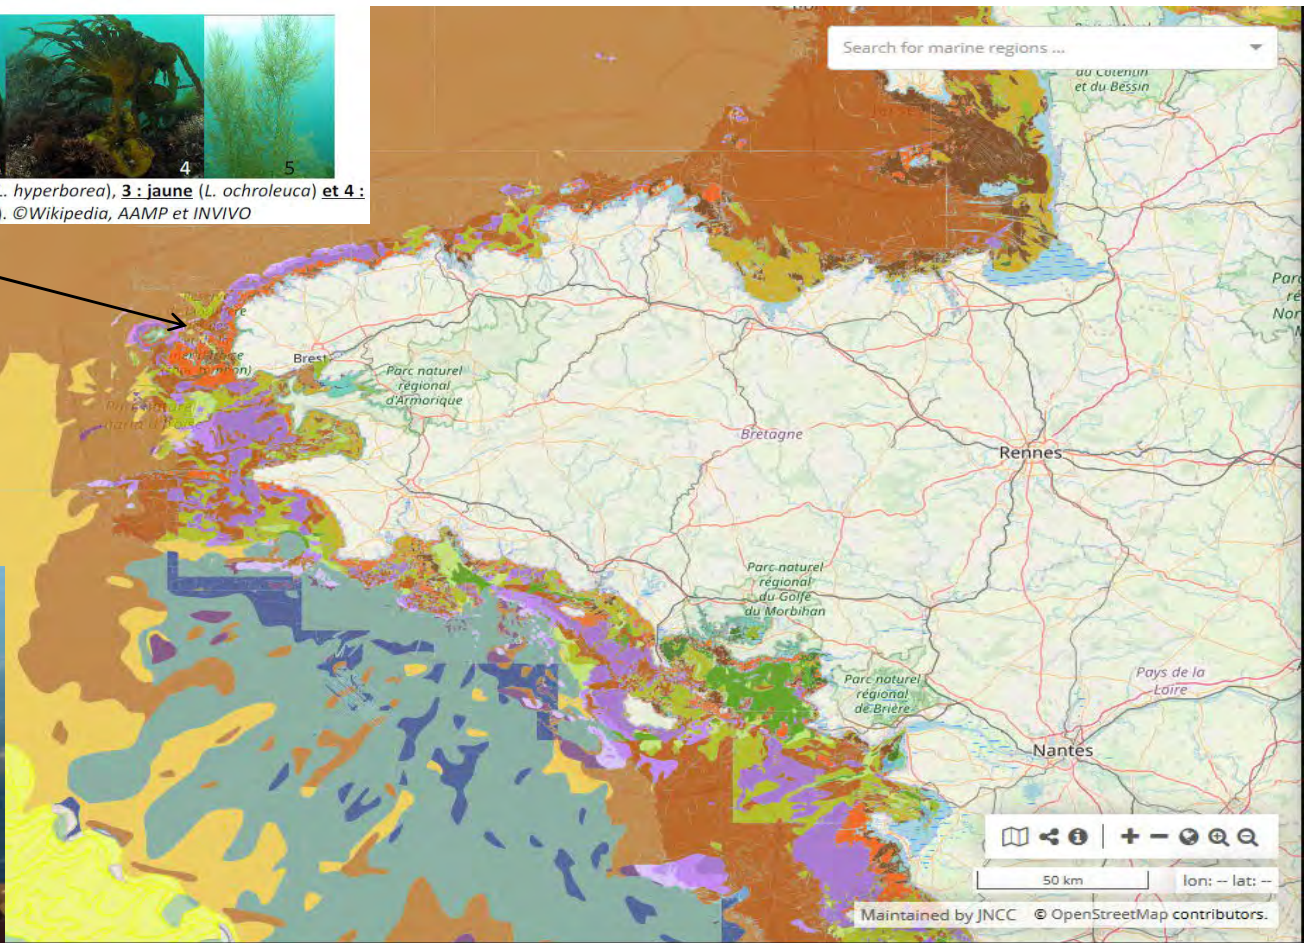 4
5
L. hyperborea), 3 : jaune (L. ochroleuca) et 4 :
). ©Wikipedia, AAMP et INVIVO
Search for marine regions ...
du Cotentin
et du Bessin
Brest
Parc naturel
régional
d'Armorique
Bretagne
Rennes
Parc naturel
régional
du Golfe
du Morbihan
Parc naturel
régional
de Brière
Pays de la
Loire
Nantes
50 km
lon: -- lat: --
Maintained by JNCC © OpenStreetMap contributors.